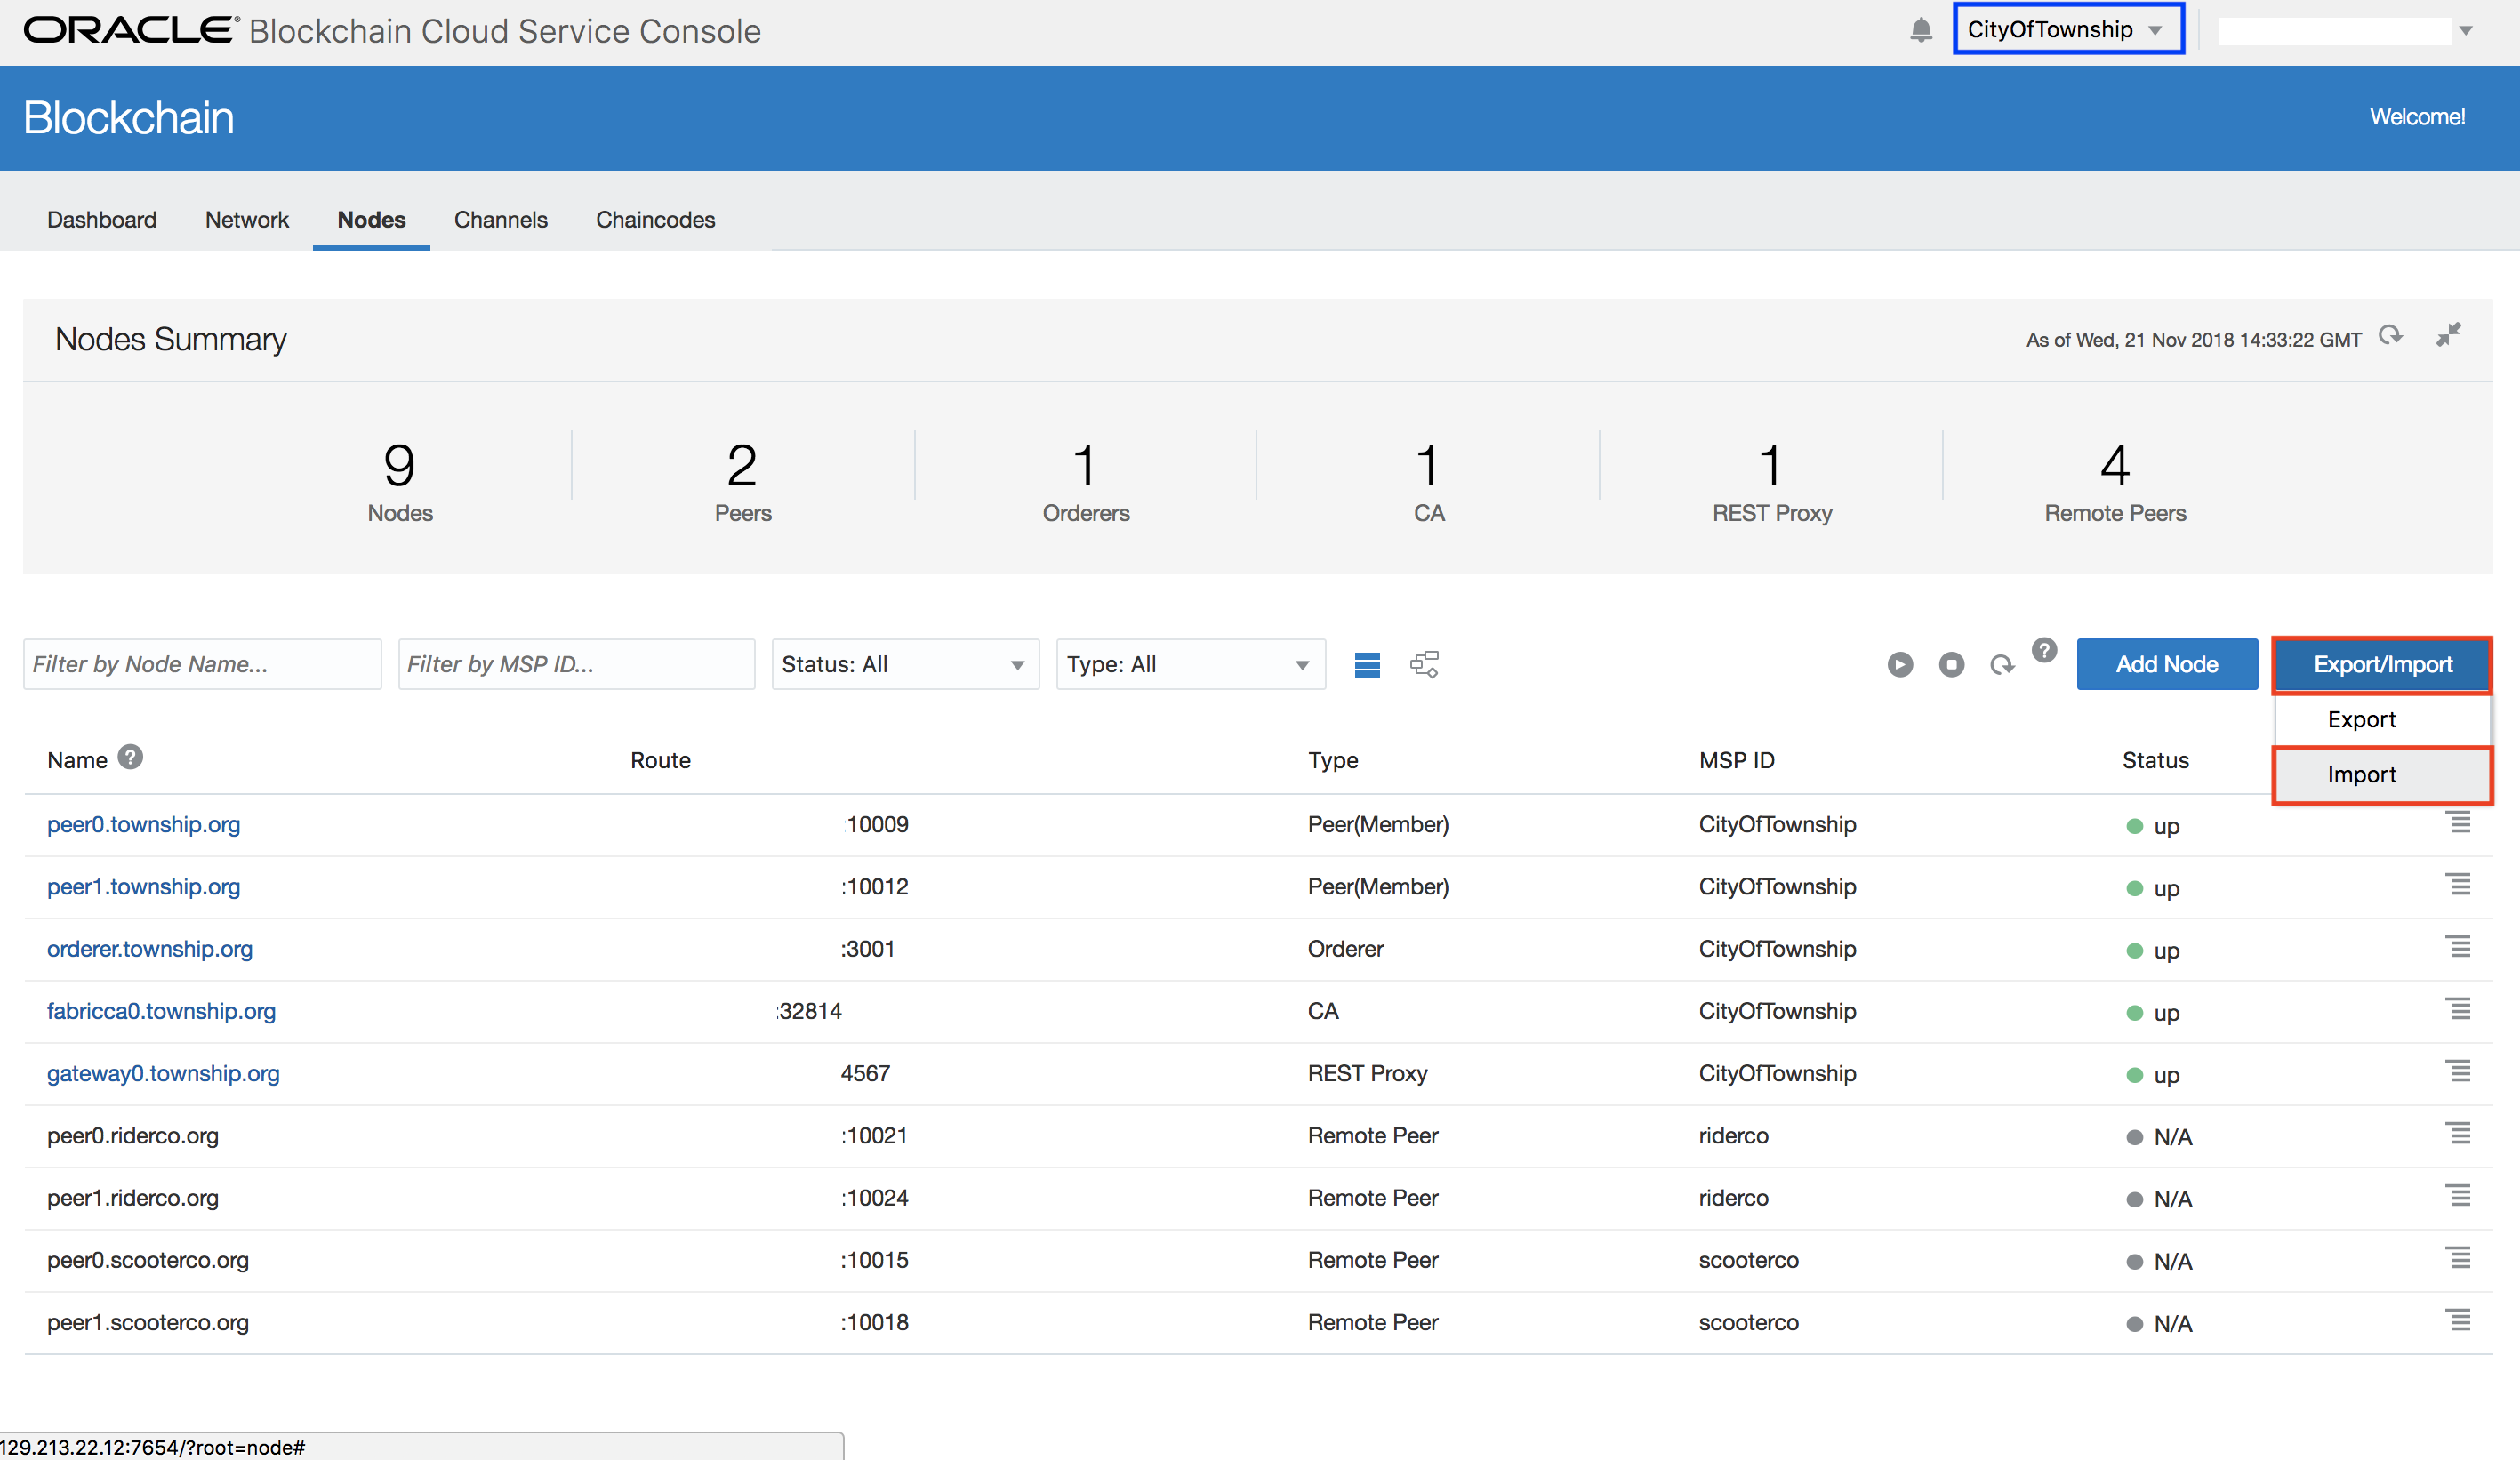 ORACLE® Blockchain Cloud Service Console
CityOfTownship
Blockchain
Welcome!
Dashboard Network Nodes Channels Chaincodes
Nodes Summary
As of Wed, 21 Nov 2018 14:33:22 GMT
9 2 1 1 1 4
Nodes Peers Orderers CA REST Proxy Remote Peers
Filter by Node Name... Filter by MSP ID... Status: All Type: All ? Add Node Export/Import
Export
Import
Name ? Route Type MSP ID Status
peer0.township.org :10009 Peer(Member) CityOfTownship up
peer1.township.org :10012 Peer(Member) CityOfTownship up
orderer.township.org :3001 Orderer CityOfTownship up
fabricca0.township.org :32814 CA CityOfTownship up
gateway0.township.org 4567 REST Proxy CityOfTownship up
peer0.riderco.org :10021 Remote Peer riderco N/A
peer1.riderco.org :10024 Remote Peer riderco N/A
peer0.scooterco.org :10015 Remote Peer scooterco N/A
peer1.scooterco.org :10018 Remote Peer scooterco N/A
129.213.22.12:7654/?root=node#